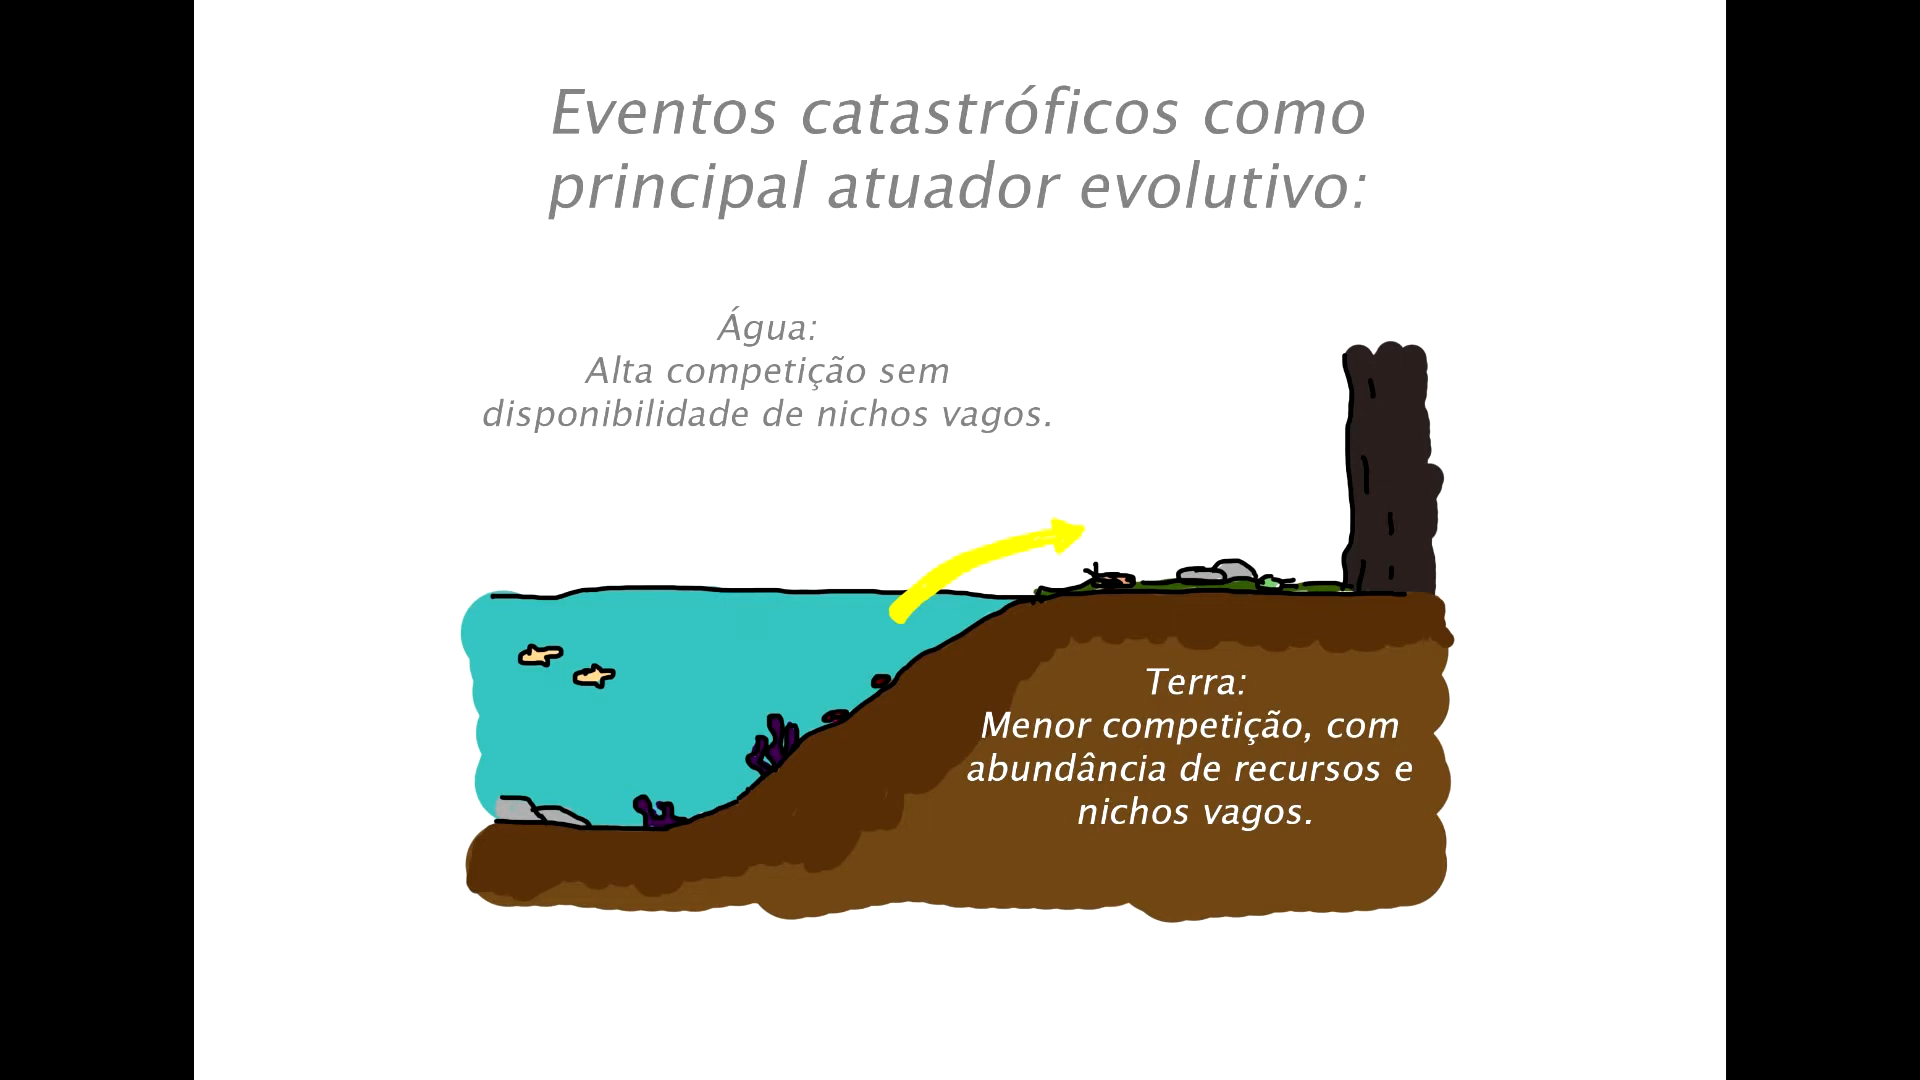 Eventos catastróficos como
principal atuador evolutivo:
Água:
Alta competição sem
disponibilidade de nichos vagos.
Terra:
Menor competição, com
abundância de recursos e
nichos vagos.